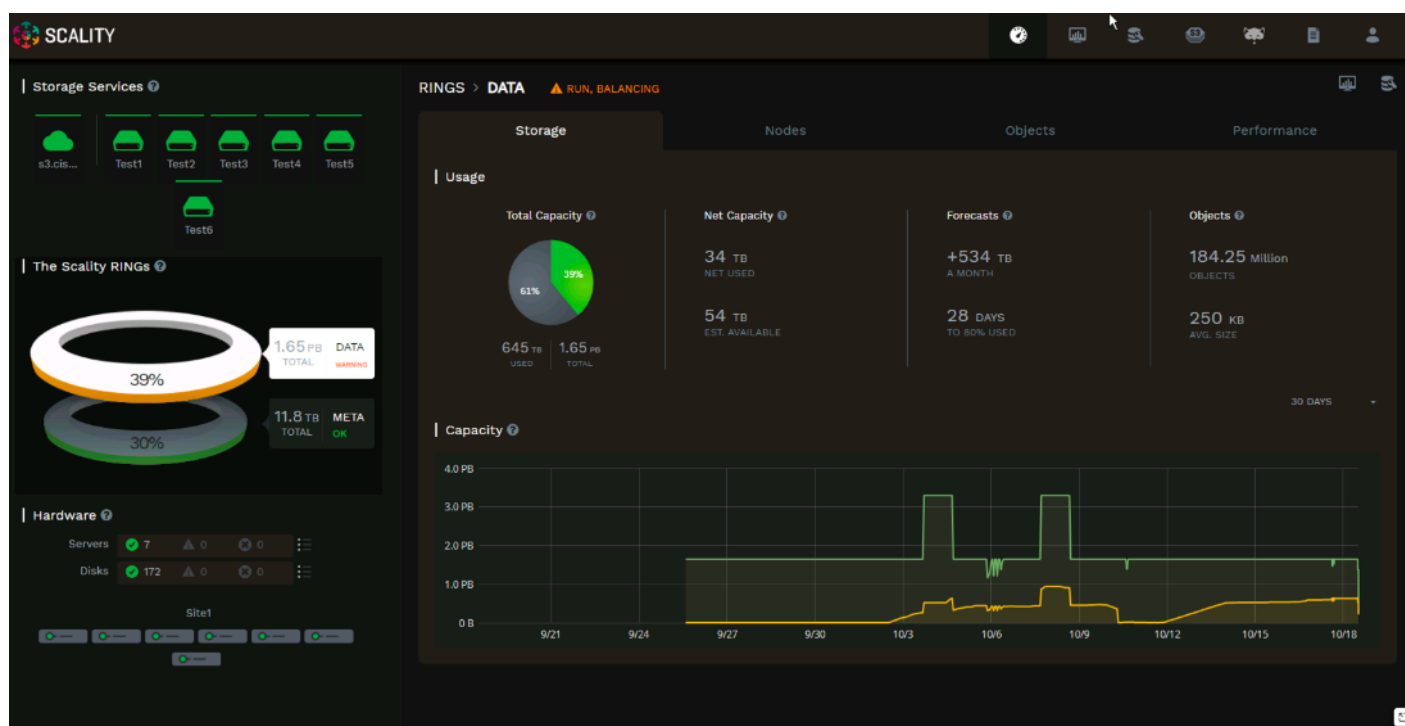 SCALITY
Storage Services
s3.cis...
Test1
Test2
Test3
Test4
Test5
Test6
The Scality RINGs
1.65 PB DATA
TOTAL WARNING
39%
11.8 TB META
TOTAL OK
30%
Hardware
Servers 7 0 0
Disks 172 0 0
Site1
RINGS > DATA RUN, BALANCING
Storage Nodes Objects Performance
Usage
Total Capacity
39%
61%
645 TB 1.65 PB
USED TOTAL
Net Capacity
34 TB
NET USED
54 TB
EST. AVAILABLE
Forecasts
+534 TB
A MONTH
28 DAYS
TO 80% USED
Objects
184.25 Million
OBJECTS
250 KB
AVG. SIZE
30 DAYS
Capacity
4.0 PB
3.0 PB
2.0 PB
1.0 PB
0 B
9/21 9/24 9/27 9/30 10/3 10/6 10/9 10/12 10/15 10/18